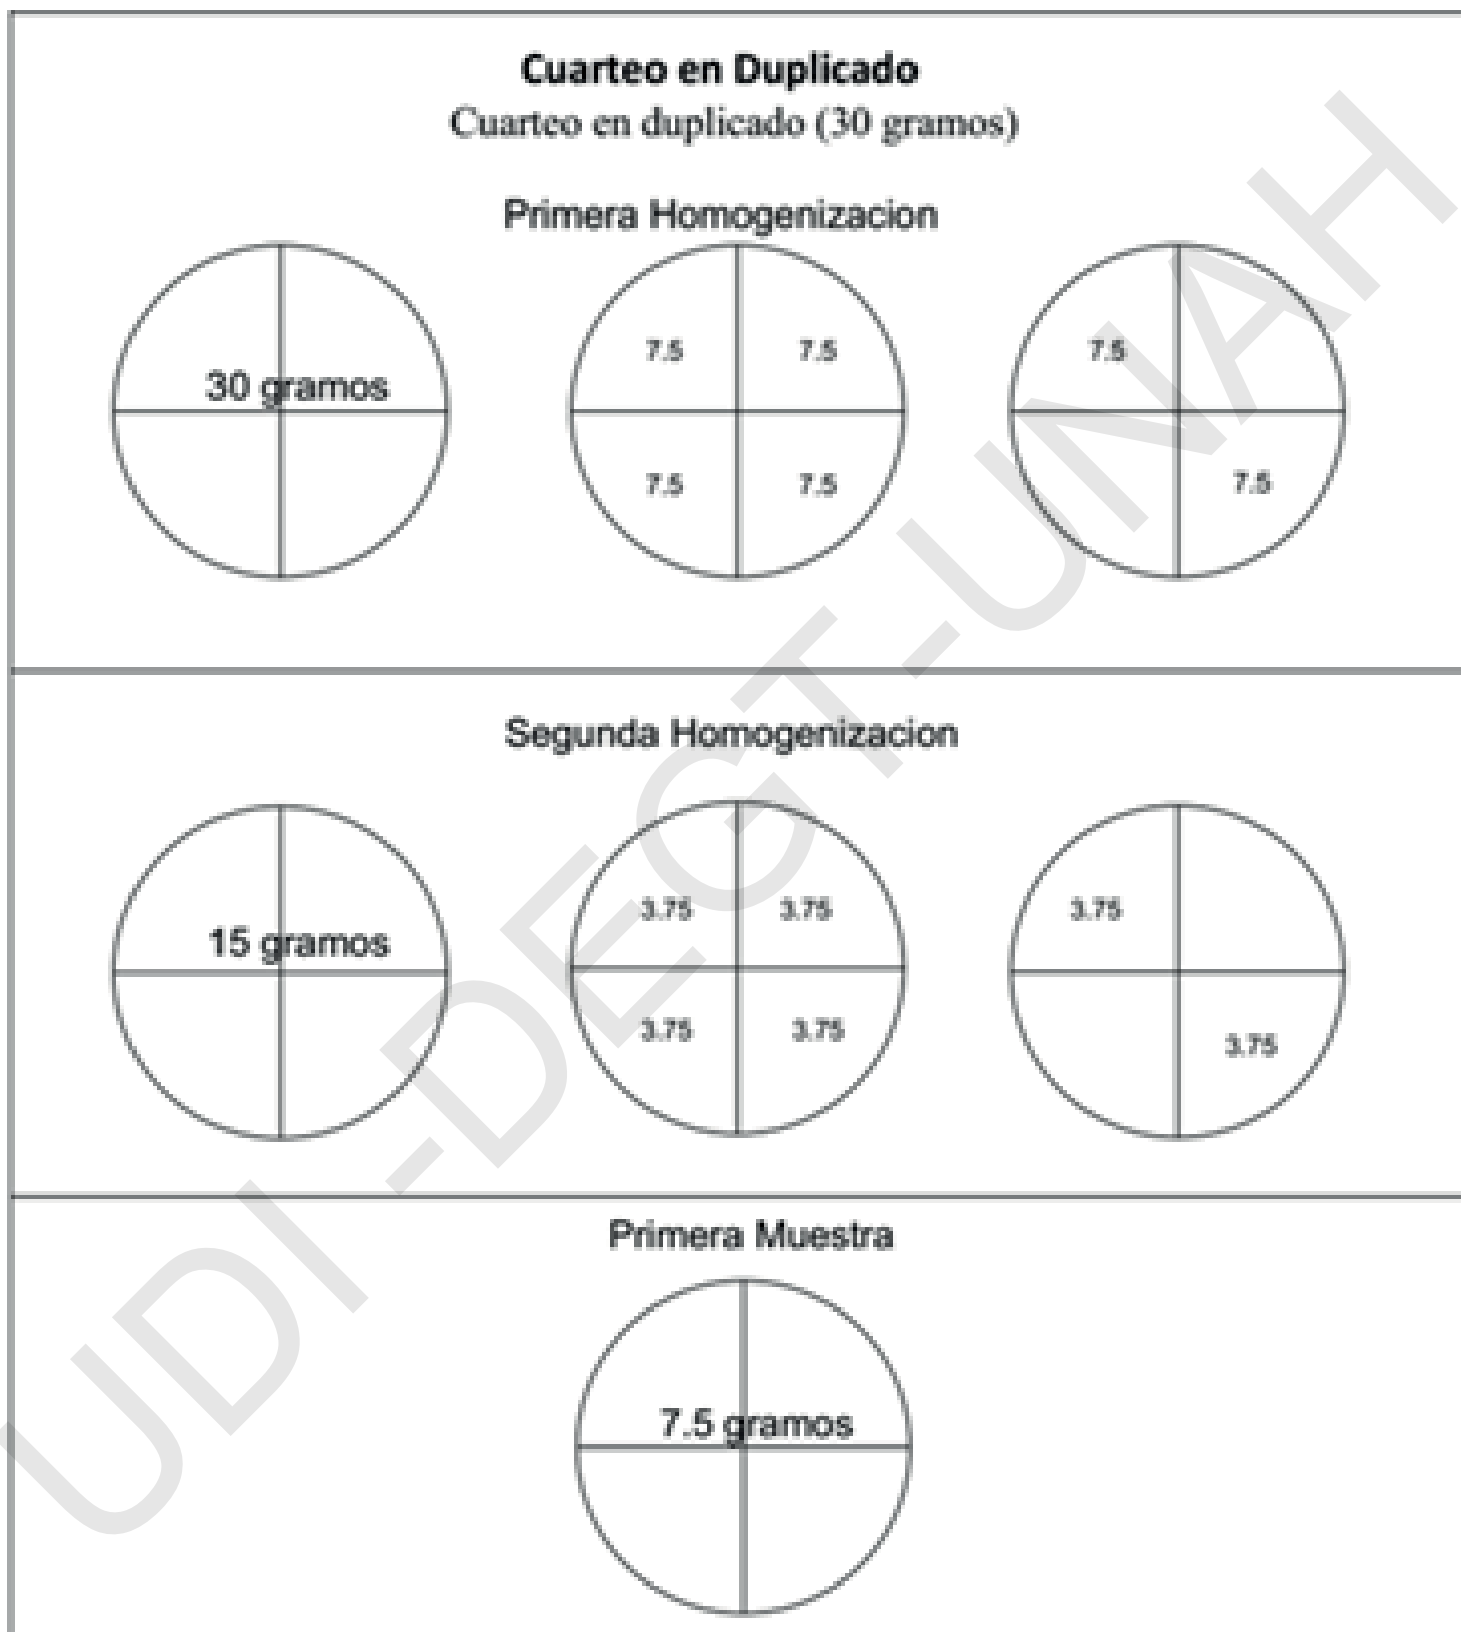 Cuarteo en Duplicado
Cuarteo en duplicado (30 gramos)
Primera Homogenizacion
30 gramos
7.5 7.5
7.5 7.5
7.5
7.5
Segunda Homogenizacion
15 gramos
3.75 3.75
3.75 3.75
3.75
3.75
Primera Muestra
7.5 gramos
UDI-DEGT-UNAH